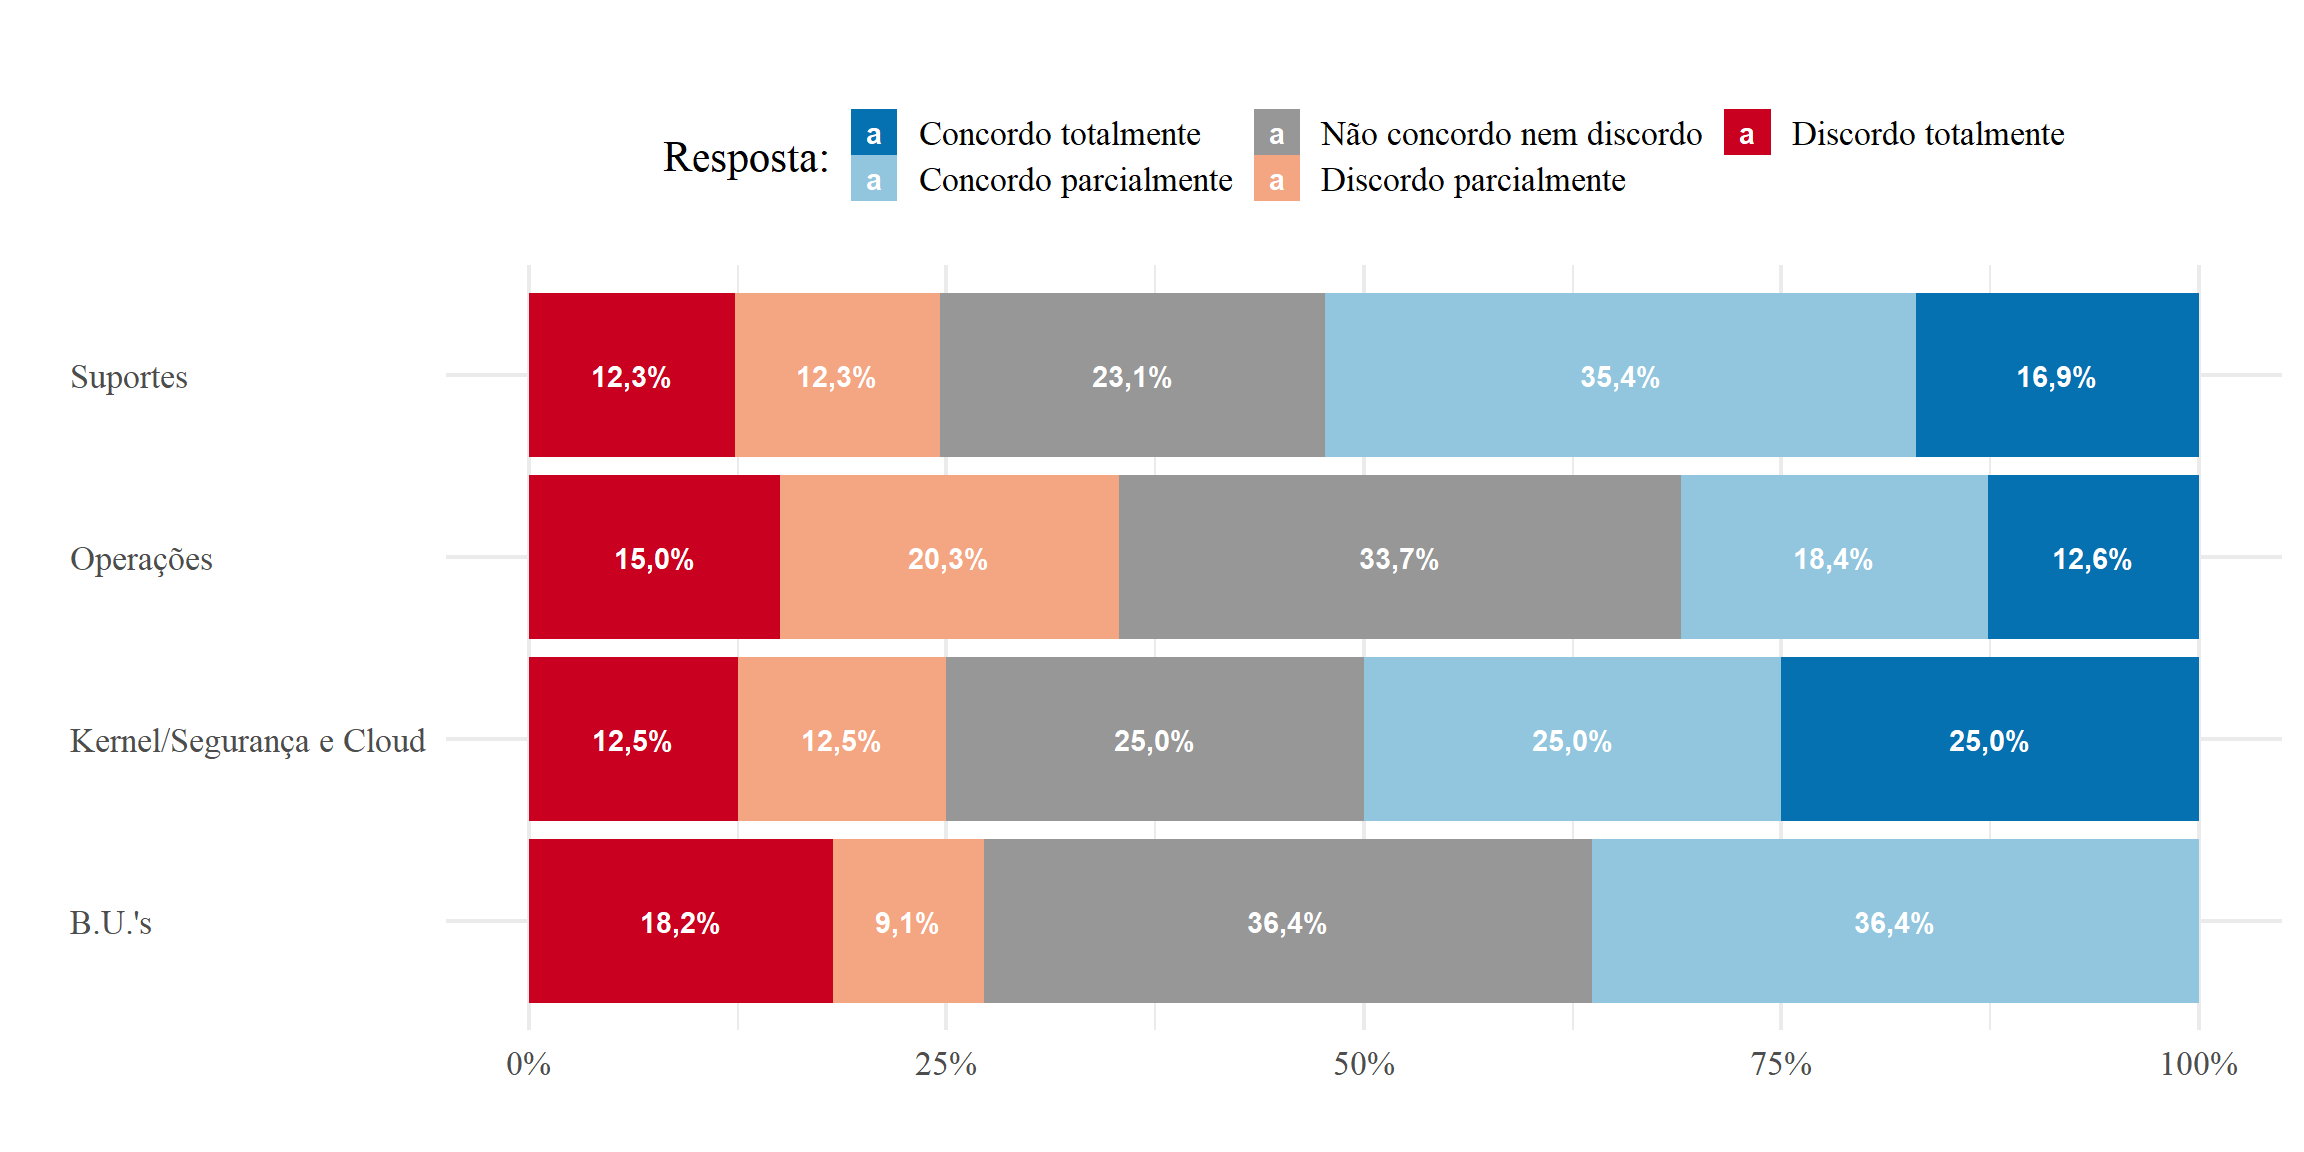 Resposta:
a Concordo totalmente
a Concordo parcialmente
a Não concordo nem discordo
a Discordo parcialmente
a Discordo totalmente
Suportes
12,3% 12,3% 23,1% 35,4% 16,9%
Operações
15,0% 20,3% 33,7% 18,4% 12,6%
Kernel/Segurança e Cloud
12,5% 12,5% 25,0% 25,0% 25,0%
B.U.'s
18,2% 9,1% 36,4% 36,4%
0% 25% 50% 75% 100%